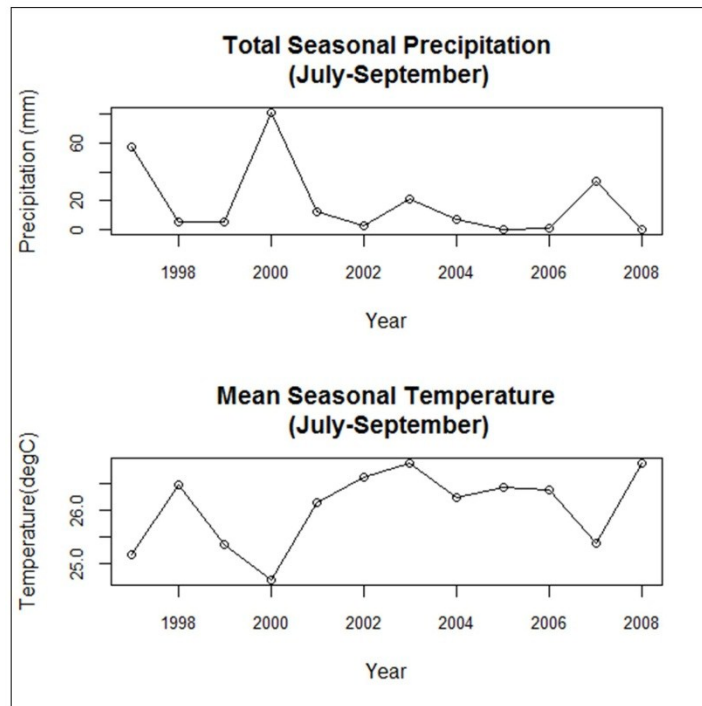 Total Seasonal Precipitation
(July-September)
Precipitation (mm)
60
20
0
1998 2000 2002 2004 2006 2008
Year
Mean Seasonal Temperature
(July-September)
Temperature(degC)
26.0
25.0
1998 2000 2002 2004 2006 2008
Year